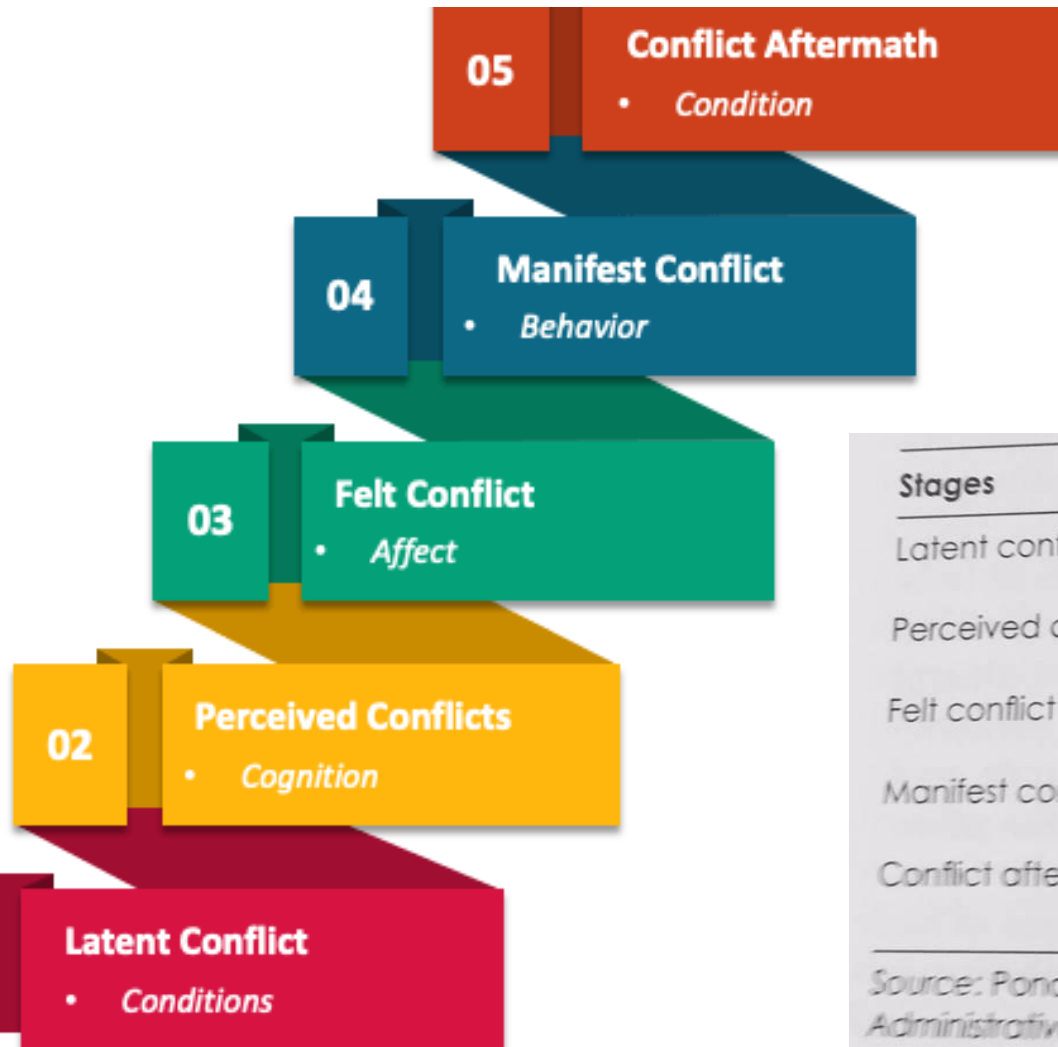 05
Conflict Aftermath
• Condition
04
Manifest Conflict
• Behavior
03
Felt Conflict
• Affect
02
Perceived Conflicts
• Cognition
Latent Conflict
• Conditions
Stages
Latent
Perceived
Felt conflict
Manifest
Conflict
Source: